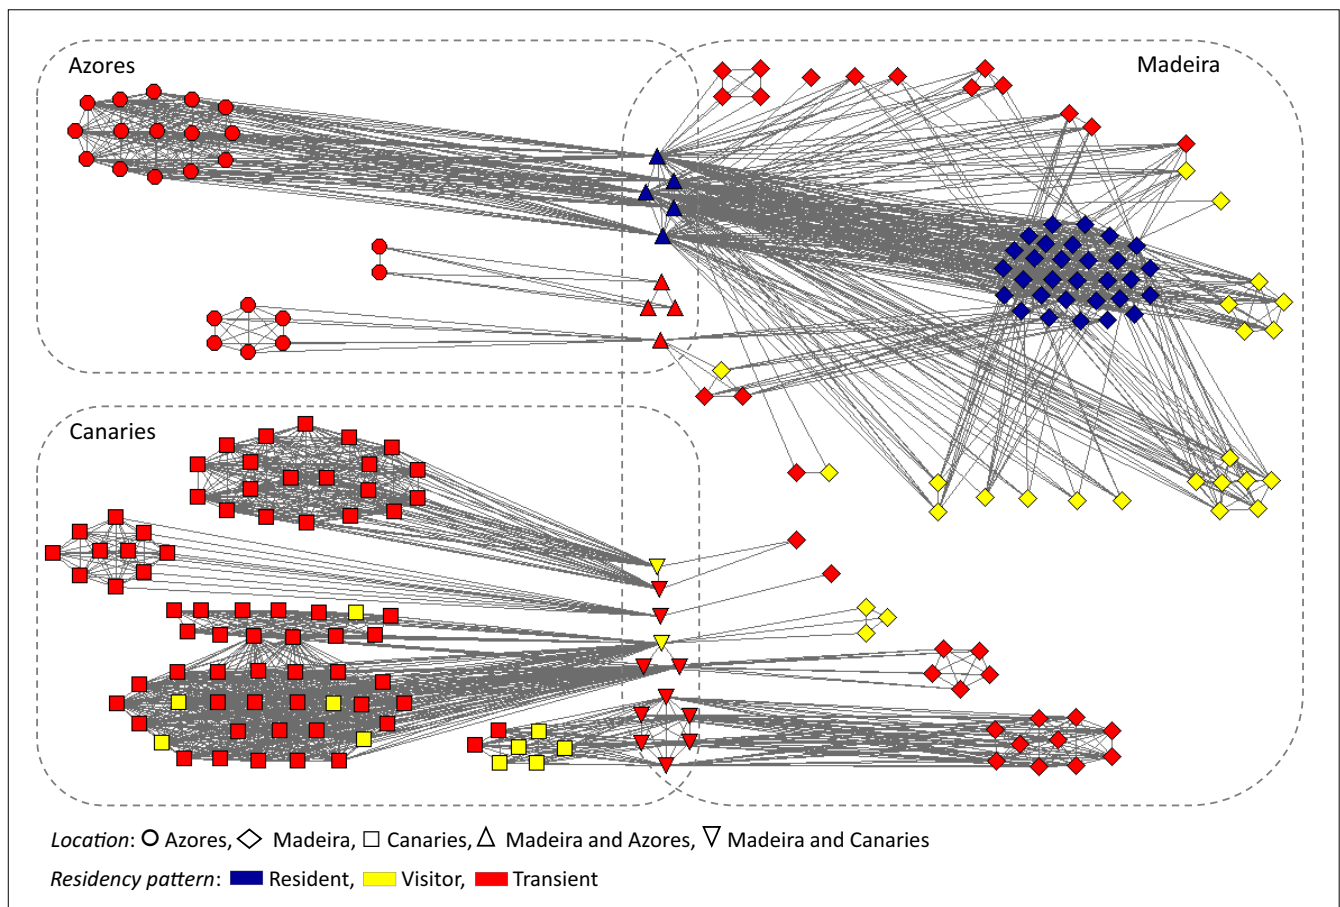 Azores
Madeira
Canaries
Location: Azores, Madeira, Canaries, Madeira and Azores, Madeira and Canaries
Residency pattern: Resident, Visitor, Transient